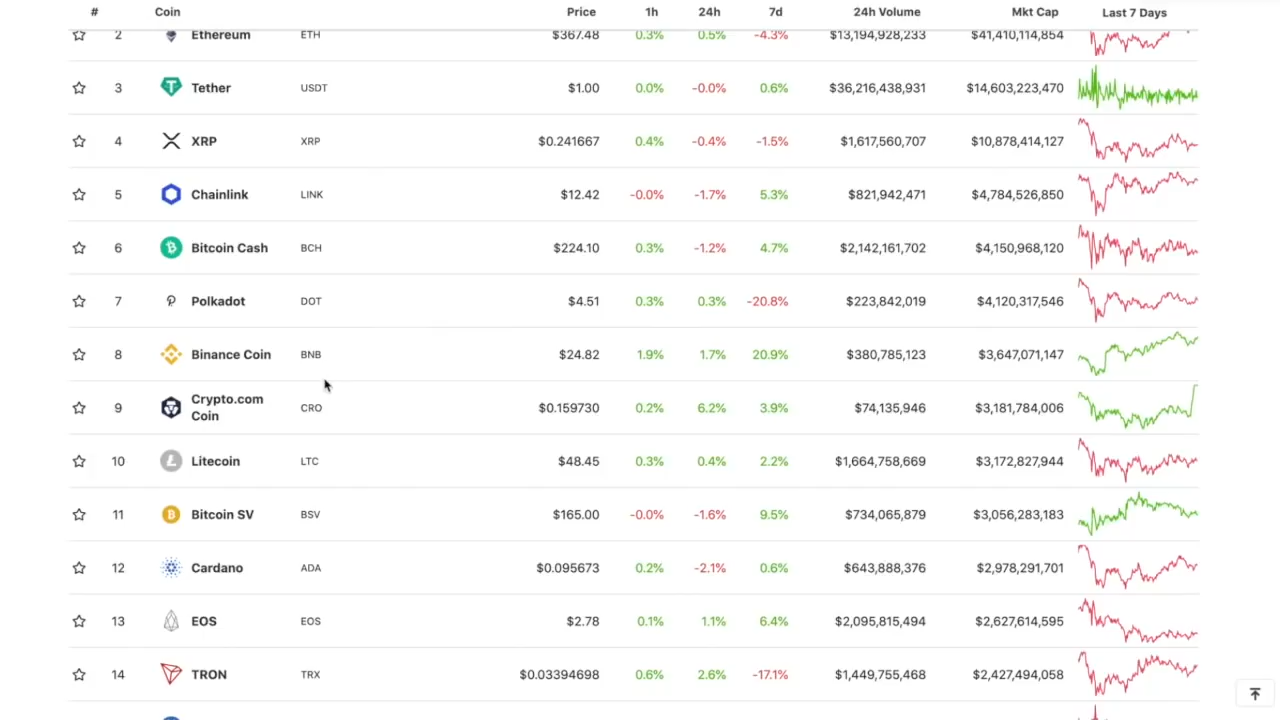 # Coin Price 1h 24h 7d 24h Volume Mkt Cap Last 7 Days
2 Ethereum ETH $367.48 0.3% 0.5% -4.3% $13,194,928,233 $41,410,114,854
3 Tether USDT $1.00 0.0% -0.0% 0.6% $36,216,438,931 $14,603,223,470
4 XRP XRP $0.241667 0.4% -0.4% -1.5% $1,617,560,707 $10,878,414,127
5 Chainlink LINK $12.42 -0.0% -1.7% 5.3% $821,942,471 $4,784,526,850
6 Bitcoin Cash BCH $224.10 0.3% -1.2% 4.7% $2,142,161,702 $4,150,968,120
7 Polkadot DOT $4.51 0.3% 0.3% -20.8% $223,842,019 $4,120,317,546
8 Binance Coin BNB $24.82 1.9% 1.7% 20.9% $380,785,123 $3,647,071,147
9 Crypto.com CRO $0.159730 0.2% 6.2% 3.9% $74,135,946 $3,181,784,006
Coin
10 Litecoin LTC $48.45 0.3% 0.4% 2.2% $1,664,758,669 $3,172,827,944
11 Bitcoin SV BSV $165.00 -0.0% -1.6% 9.5% $734,065,879 $3,056,283,183
12 Cardano ADA $0.095673 0.2% -2.1% 0.6% $643,888,376 $2,978,291,701
13 EOS EOS $2.78 0.1% 1.1% 6.4% $2,095,815,494 $2,627,614,595
14 TRON TRX $0.03394698 0.6% 2.6% -17.1% $1,449,755,468 $2,427,494,058